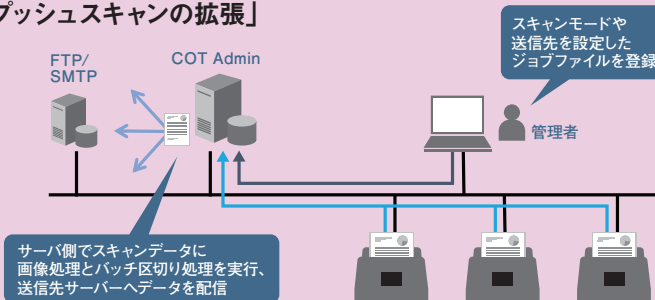 プッシュスキャンの拡張」
スキャンモードや
送信先を設定した
ジョブファイルを登録
FTP/
SMTP
COT Admin
管理者
サーバ側でスキャンデータに
画像処理とバッチ区切り処理を実行、
送信先サーバーへデータを配信